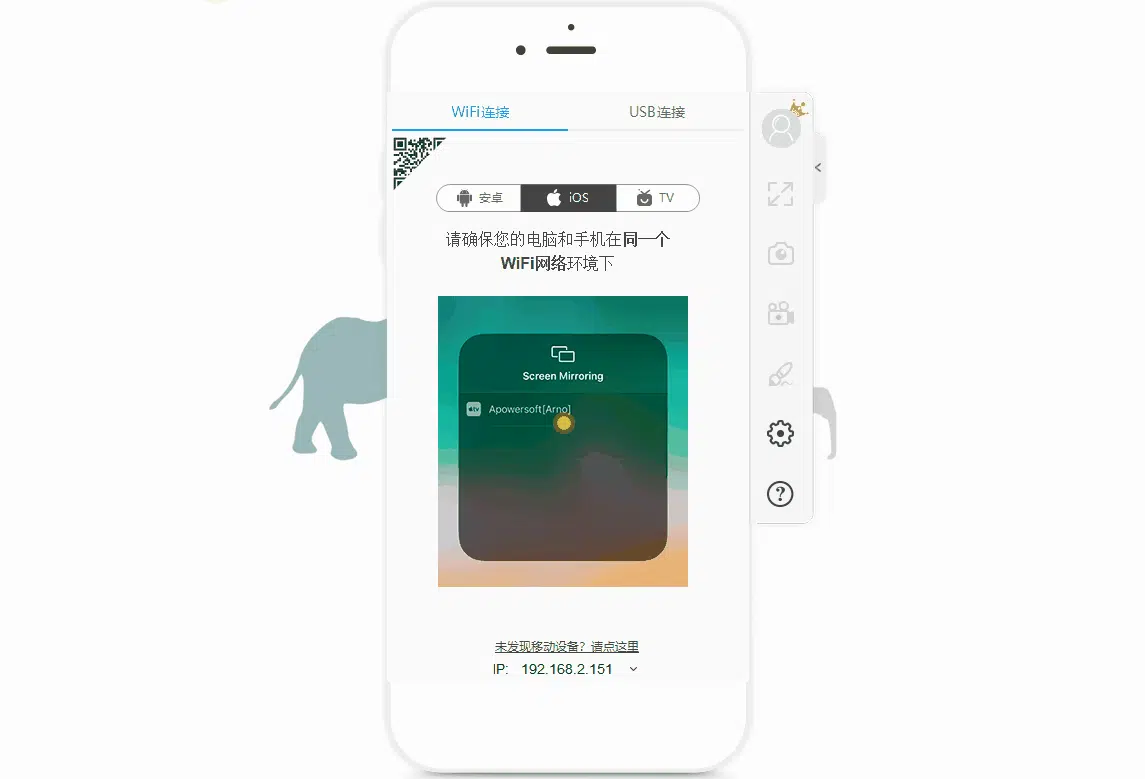 WiFi连接
USB连接
安卓
iOS
TV
请确保您的电脑和手机在同一个
WiFi网络环境下
Screen Mirroring
tv
Apowersoft[Arno]
未发现移动设备？请点这里
IP: 192.168.2.151
?